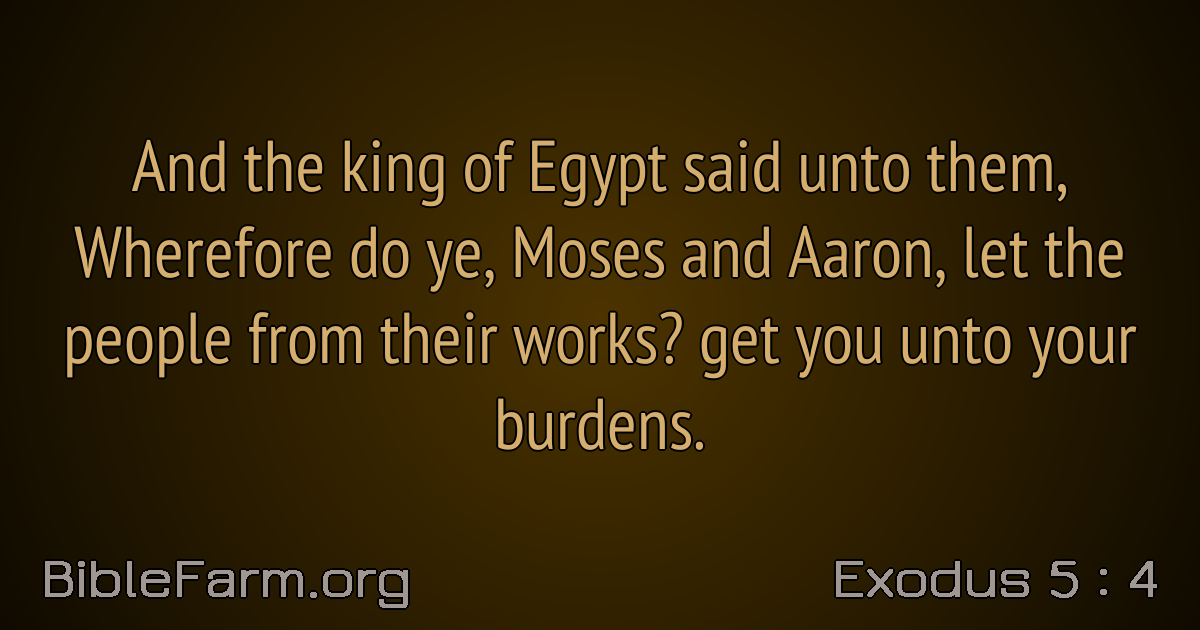 And the king of Egypt said unto them,
Wherefore do ye, Moses and Aaron, let the
people from their works? get you unto your
burdens.
BibleFarm.org
Exodus 5 : 4